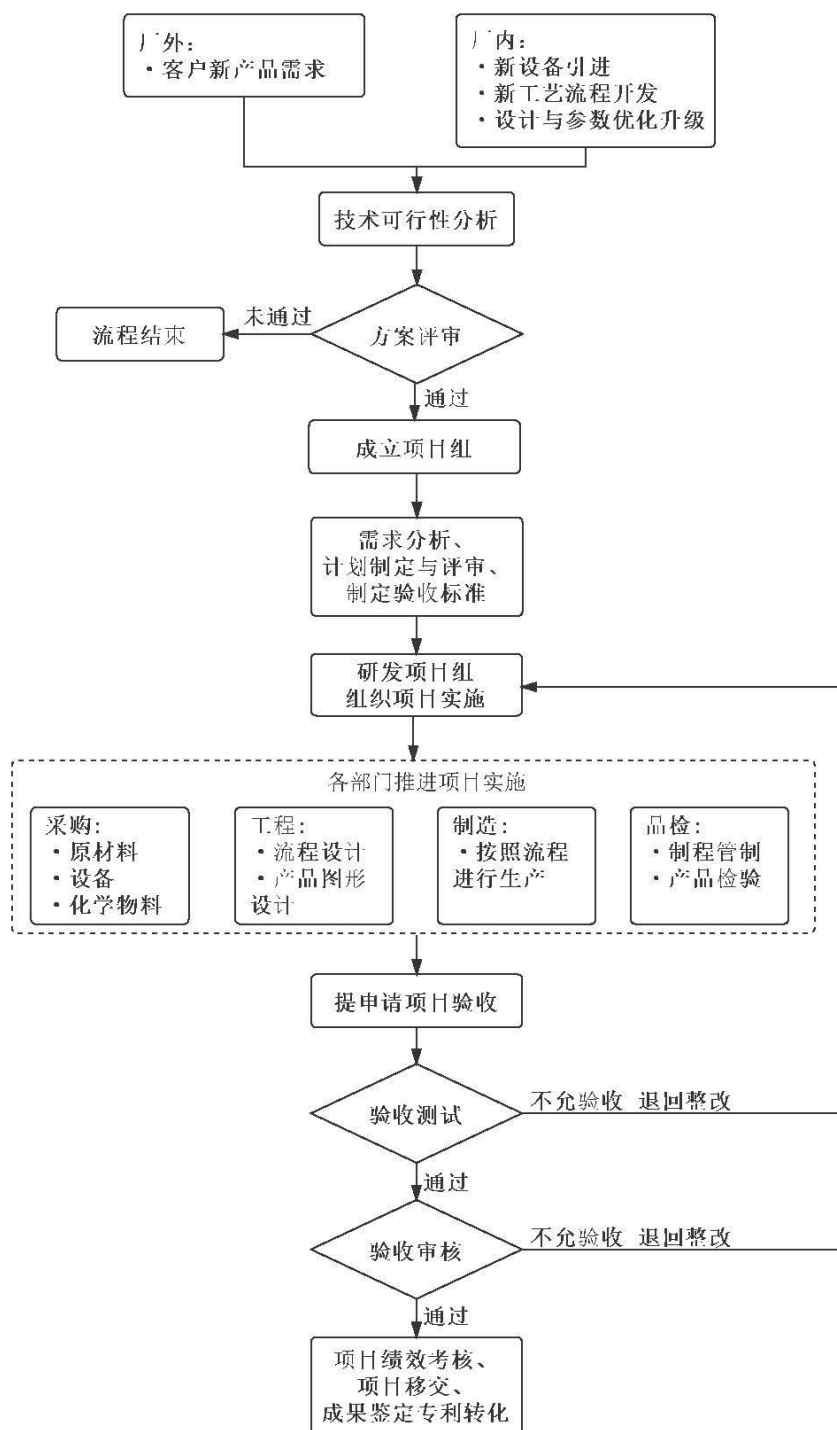 厂外:
·客户新产品需求
厂内:
·新设备引进
·新工艺流程开发
·设计与参数优化升级
技术可行性分析
方案评审
未通过
流程结束
通过
成立项目组
需求分析、
计划制定与评审、
制定验收标准
研发项目组
组织项目实施
各部门推进项目实施
采购:
·原材料
·设备
·化学物料
工程:
·流程设计
·产品图形
设计
制造:
·按照流程
进行生产
品检:
·制程管制
·产品检验
提申请项目验收
验收测试
不允验收 退回整改
通过
验收审核
不允验收 退回整改
通过
项目绩效考核、
项目移交、
成果鉴定专利转化